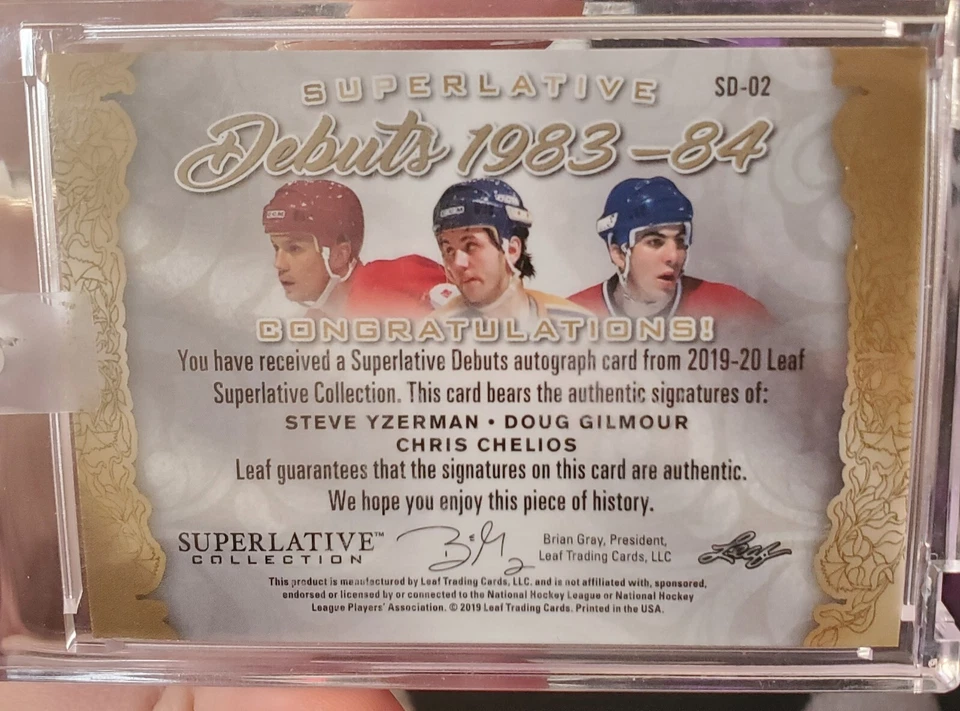 SUPERLATIVE
SD-02
Debuts 1983-84
CCM
CCM
CONGRATULATIONS!
You have received a Superlative Debuts autograph card from 2019-20 Leaf
Superlative Collection. This card bears the authentic signatures of:
STEVE YZERMAN • DOUG GILMOUR
CHRIS CHELIOS
Leaf guarantees that the signatures on this card are authentic.
We hope you enjoy this piece of history.
SUPERLATIVE™
COLLECTION
Brian Gray, President,
Leaf Trading Cards, LLC
Leaf
This product is manufactured by Leaf Trading Cards, LLC. and is not affiliated with, sponsored,
endorsed or licensed by or connected to the National Hockey League or National Hockey
League Players' Association. © 2019 Leaf Trading Cards. Printed in the USA.